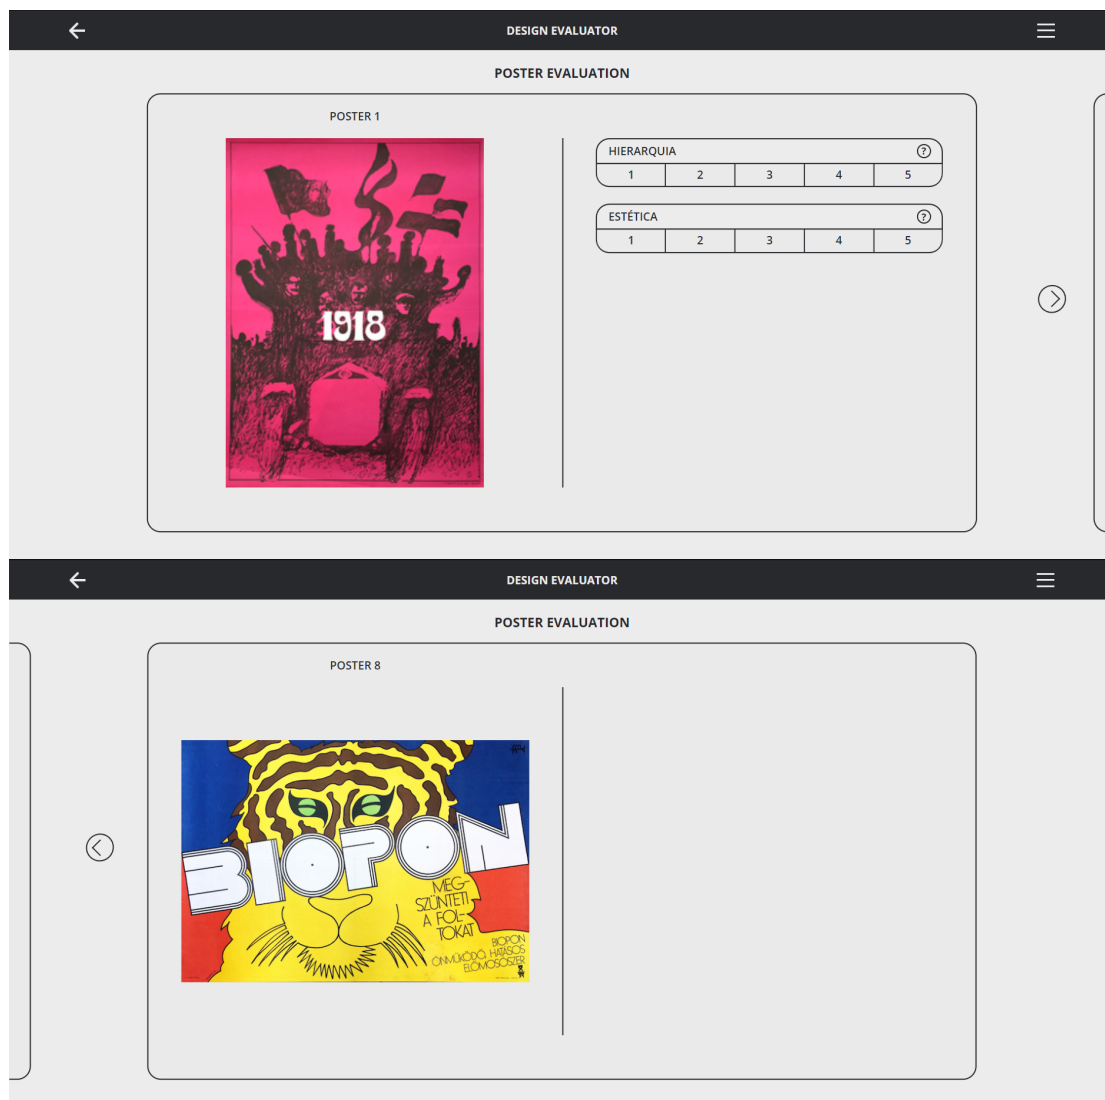 DESIGN EVALUATOR
POSTER EVALUATION
POSTER 1
1918
HIERARQUIA ?
1 2 3 4 5
ESTÉTICA ?
1 2 3 4 5
DESIGN EVALUATOR
POSTER EVALUATION
POSTER 8
BIOPON
MEG-
SZÜNTETI
A FOL-
TOKAT
BIOPON
ÖNMŰKÖDŐ, HATÁSOS
ELŐMOSÓSZER